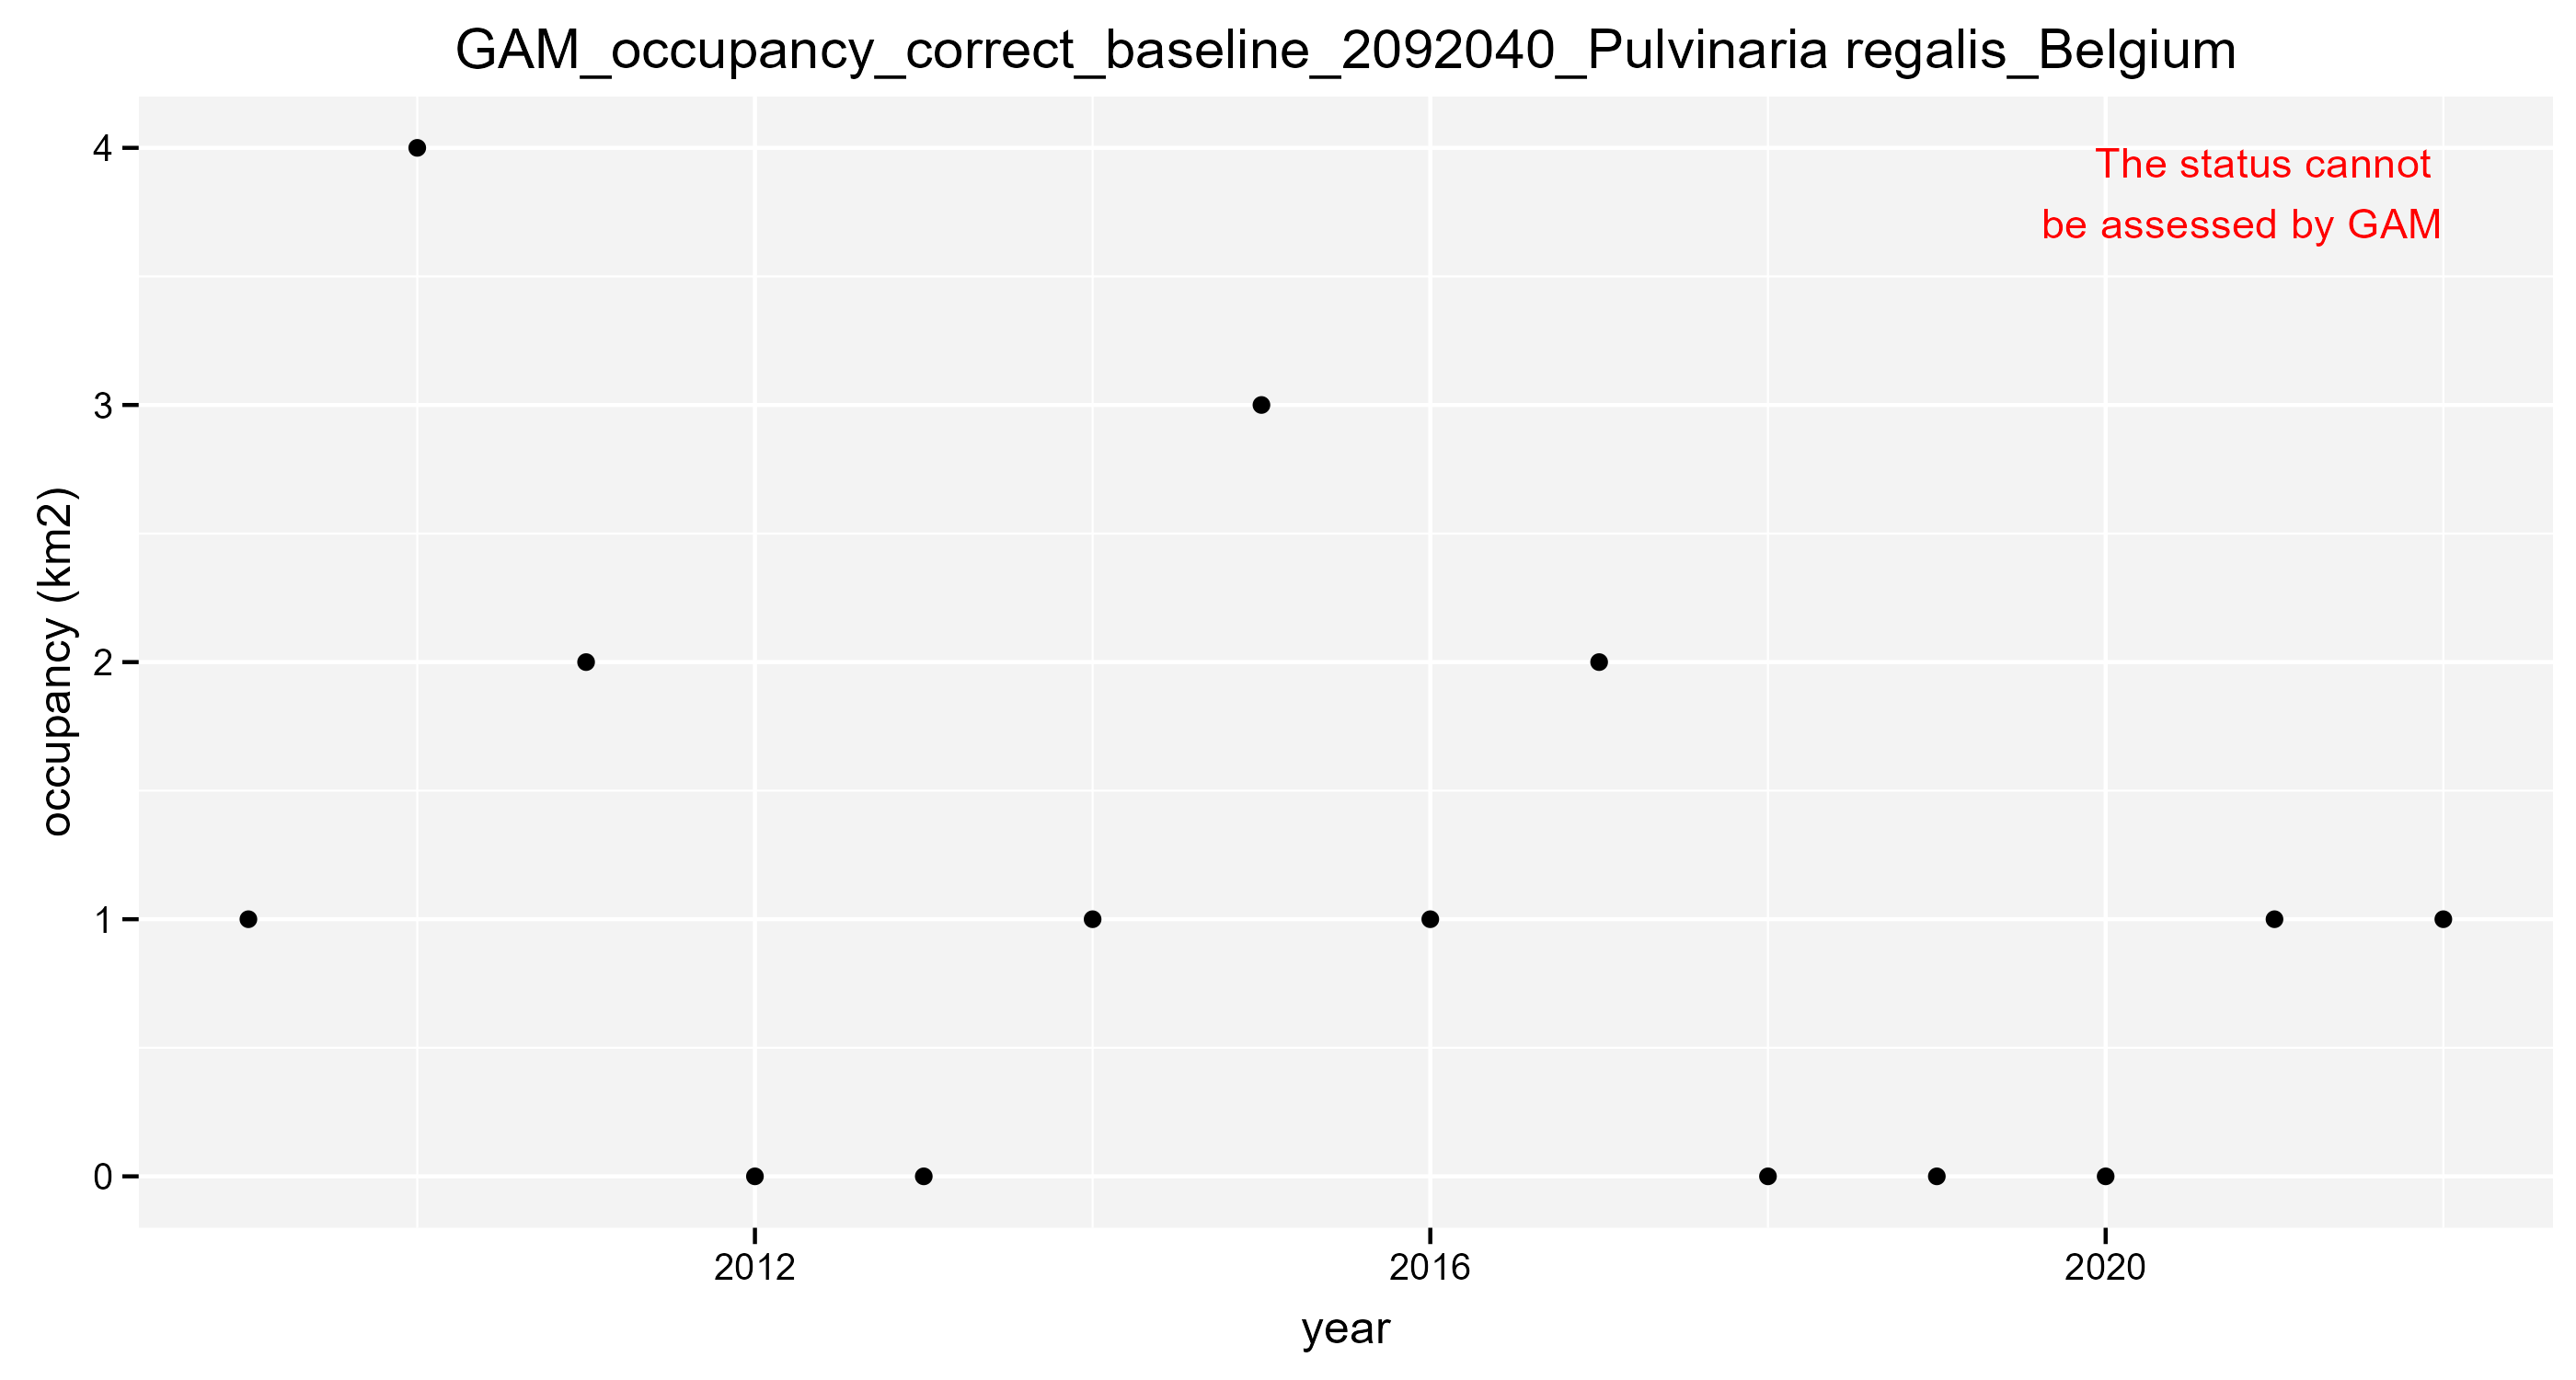 GAM_occupancy_correct_baseline_2092040_Pulvinaria regalis_Belgium
The status cannot
be assessed by GAM
4
3
2
1
0
occupancy (km2)
2012
2016
2020
year